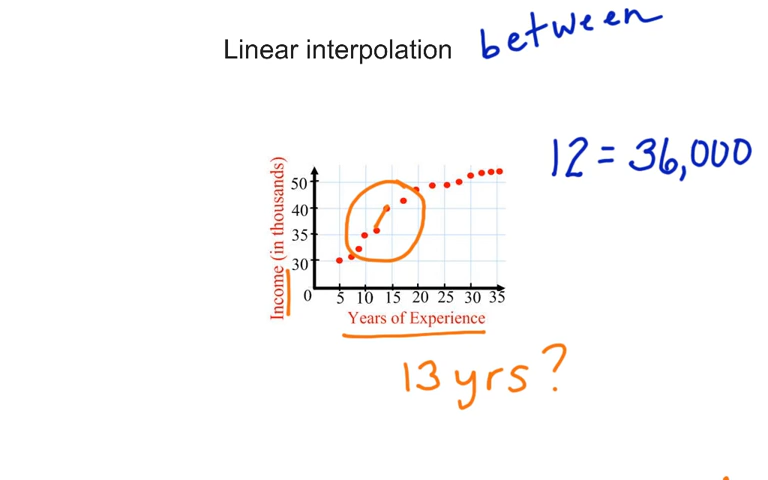 Linear interpolation between
12 = 36,000
Income (in thousands)
50
40
35
30
0 5 10 15 20 25 30 35
Years of Experience
13 yrs?